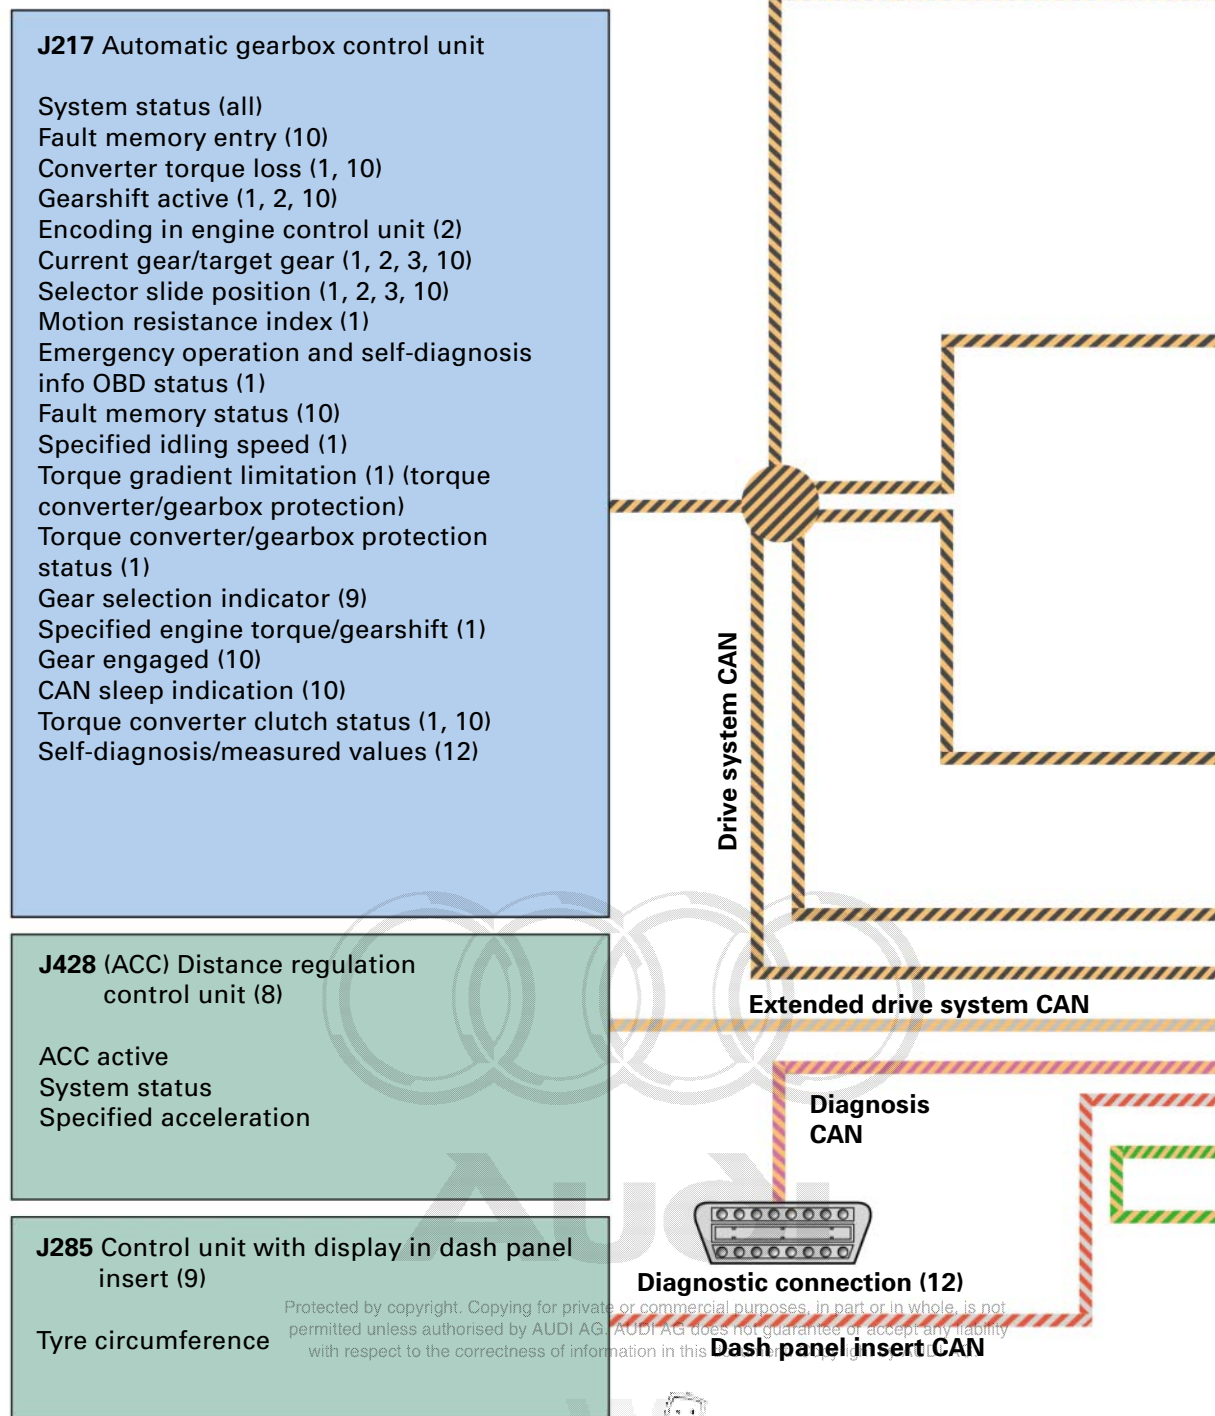 J217 Automatic gearbox control unit
System status (all)
Fault memory entry (10)
Converter torque loss (1, 10)
Gearshift active (1, 2, 10)
Encoding in engine control unit (2)
Current gear/target gear (1, 2, 3, 10)
Selector slide position (1, 2, 3, 10)
Motion resistance index (1)
Emergency operation and self-diagnosis
info OBD status (1)
Fault memory status (10)
Specified idling speed (1)
Torque gradient limitation (1) (torque
converter/gearbox protection)
Torque converter/gearbox protection
status (1)
Gear selection indicator (9)
Specified engine torque/gearshift (1)
Gear engaged (10)
CAN sleep indication (10)
Torque converter clutch status (1, 10)
Self-diagnosis/measured values (12)
Drive system CAN
J428 (ACC) Distance regulation
control unit (8)
ACC active
System status
Specified acceleration
Extended drive system CAN
Diagnosis
CAN
Audi
Diagnostic connection (12)
J285 Control unit with display in dash panel
insert (9)
Tyre circumference
Protected by copyright. Copying for private or commercial purposes, in part or in whole, is not
permitted unless authorised by AUDI AG. AUDI AG does not guarantee or accept any liability
with respect to the correctness of information in this
Dash panel insert CAN